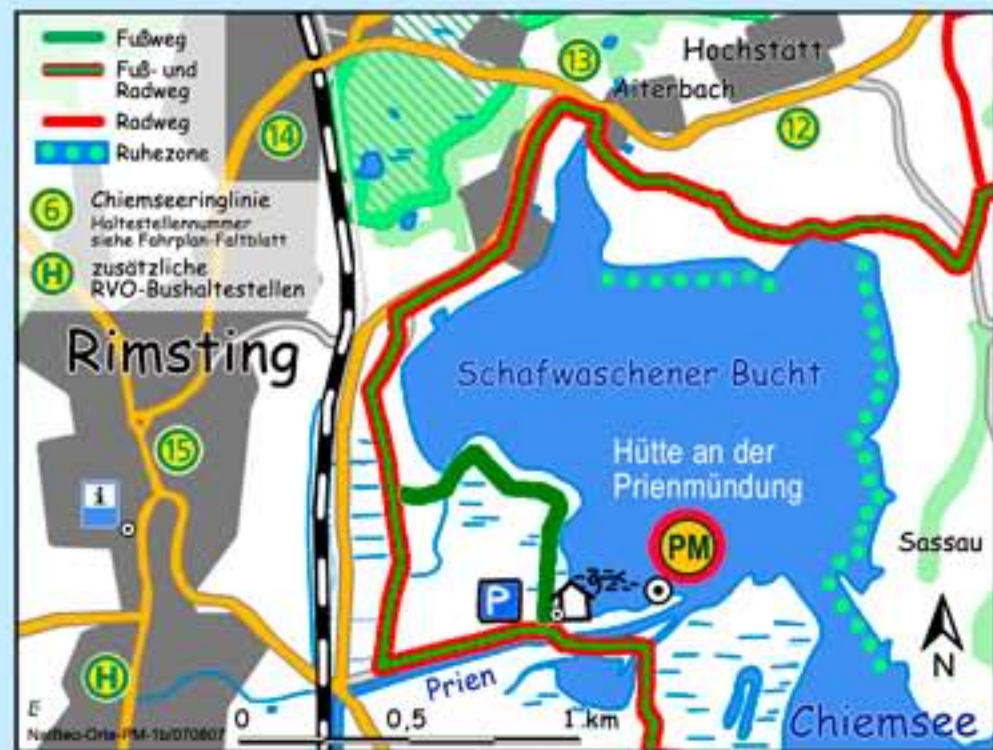 Fußweg
Fuß- und
Radweg
Radweg
Ruhezone
6 Chiemseeringlinie
Haltestellennummer
siehe Fahrplan-Faltblatt
H zusätzliche
RVO-Bushaltestellen
13
Hochstätt
Aiterbach
14
12
Rimsting
Schafwaschener Bucht
15
i
Hütte an der
Prienmündung
PM
Sassau
P
N
H
Prien
E
0 0,5 1 km
Chiemsee